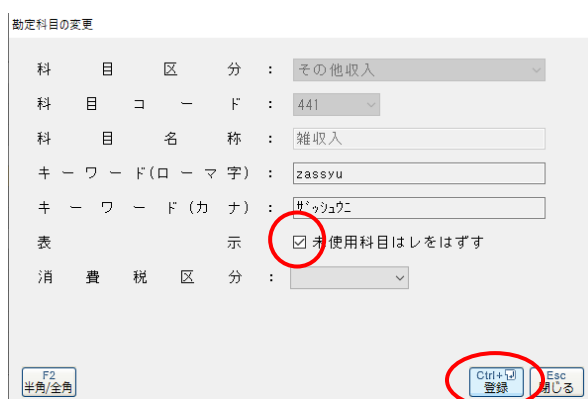 勘定科目の変更
科目区分 : その他収入
科目コード : 441
科目名称 : 雑収入
キーワード(ローマ字) : zassyu
キーワード(カナ) : ｻﾞｯｼｭｳﾆ
表示 ☑未使用科目はレをはずす
消費税区分 :
F2
半角/全角
Ctrl+
登録
Esc
閉じる